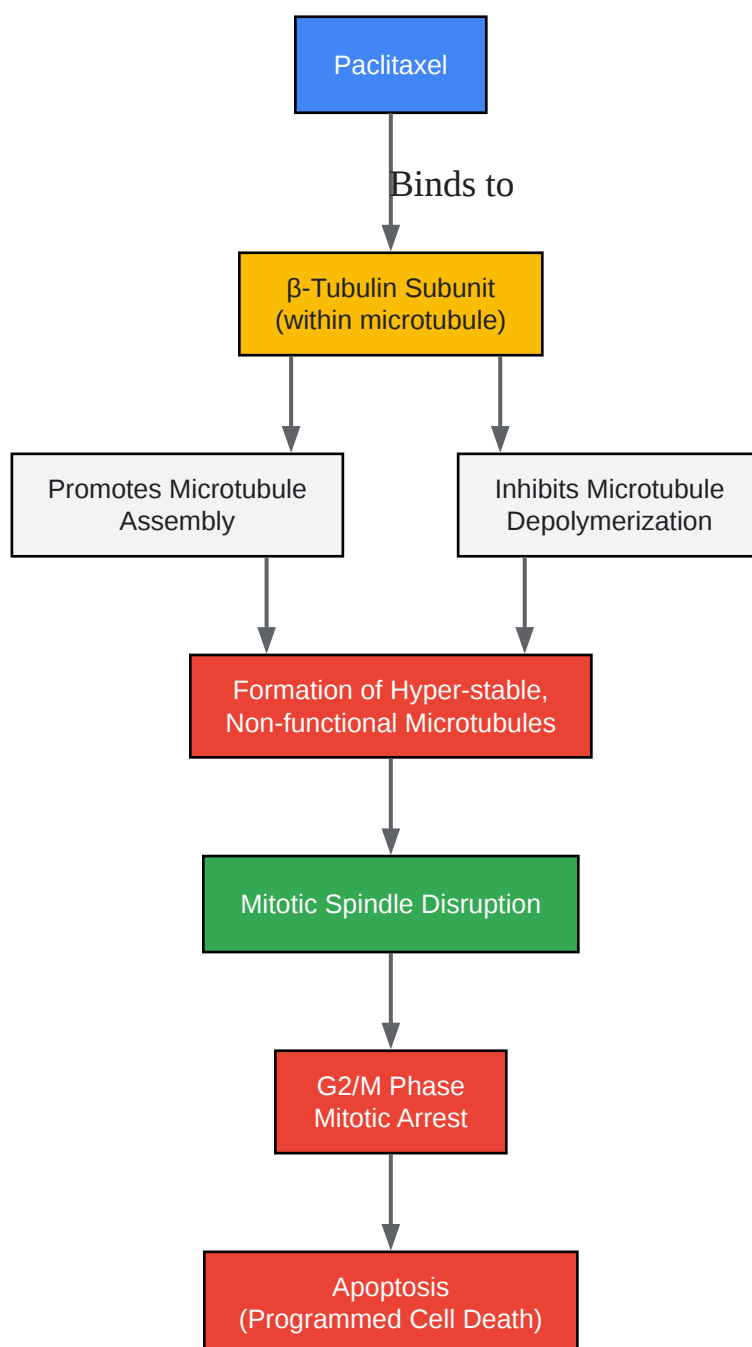 Paclitaxel
Binds to
β-Tubulin Subunit
(within microtubule)
Promotes Microtubule
Assembly
Inhibits Microtubule
Depolymerization
Formation of Hyper-stable,
Non-functional Microtubules
Mitotic Spindle Disruption
G2/M Phase
Mitotic Arrest
Apoptosis
(Programmed Cell Death)